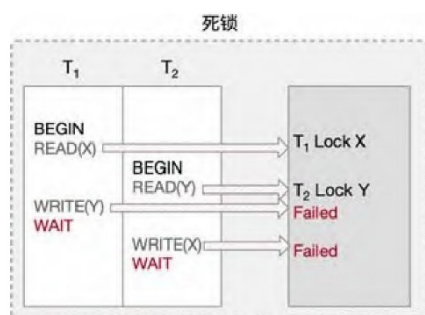 死锁
T1 T2
BEGIN
READ(X)
T1 Lock X
BEGIN
READ(Y)
T2 Lock Y
WRITE(Y)
Failed
WAIT
WRITE(X)
Failed
WAIT